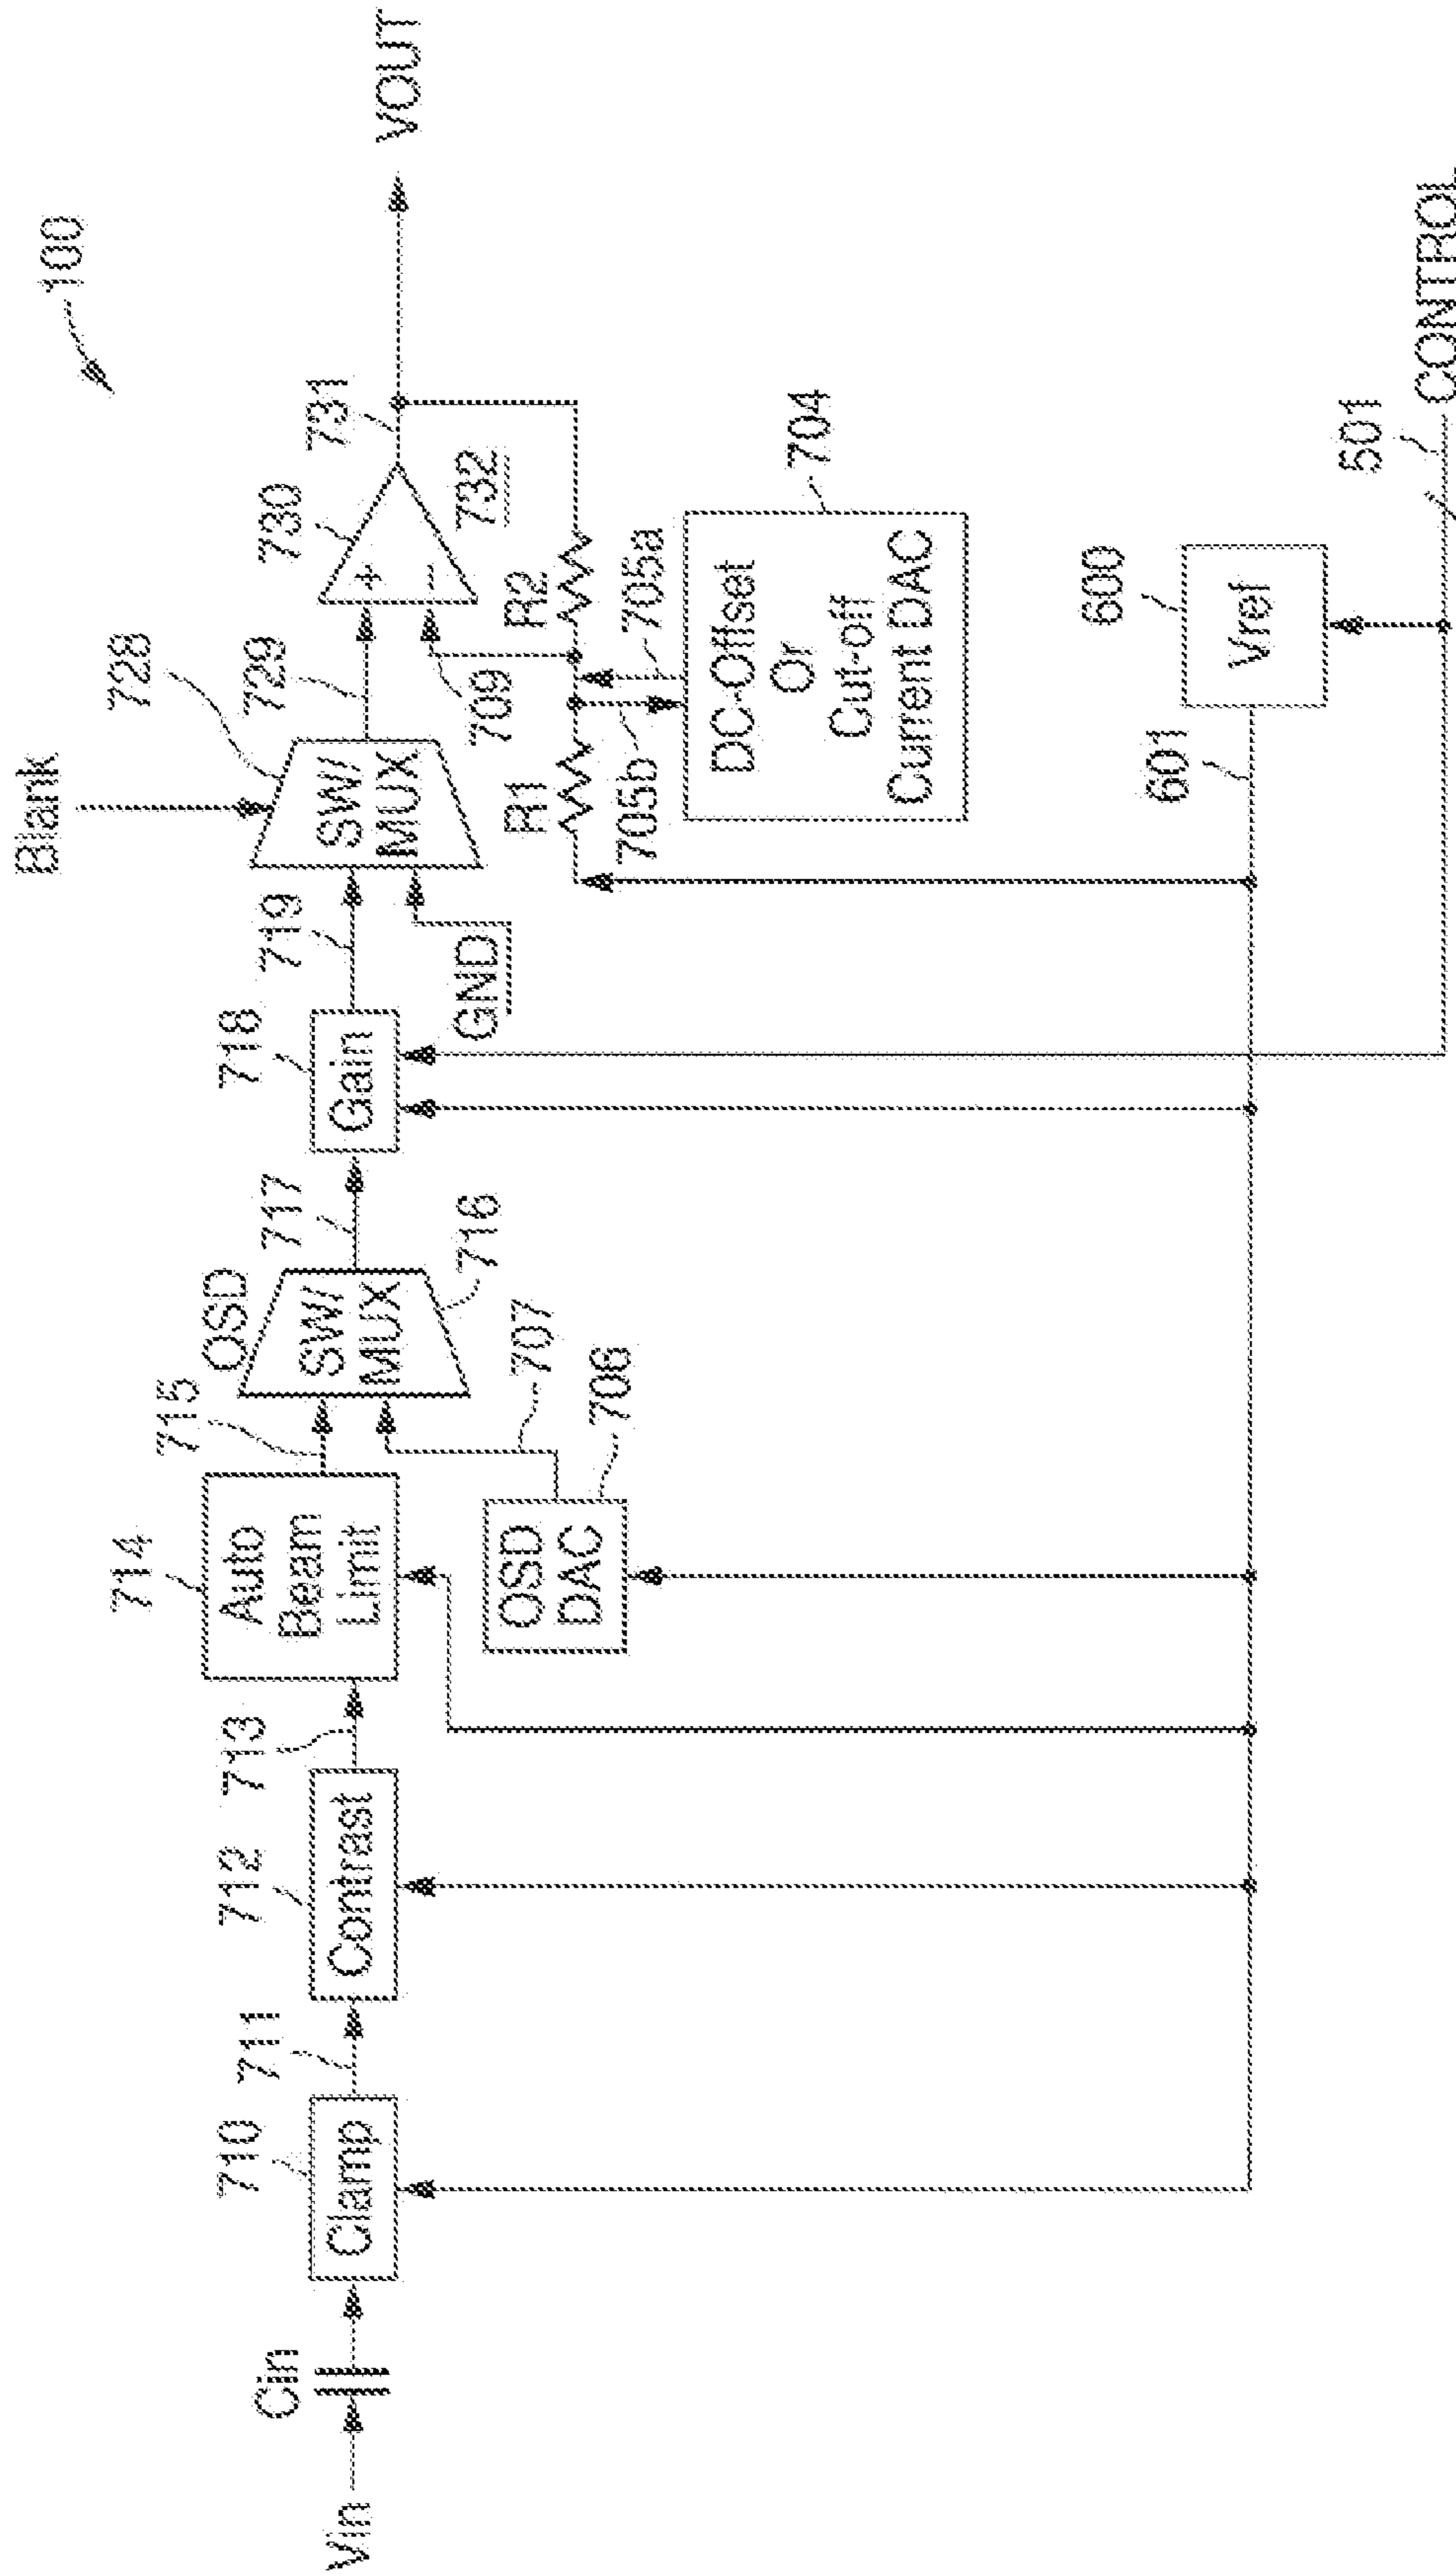 100
Blank
728
729
730
731
VOUT
718
719
SW/
MUX
+
−
732
714
715
OSD
717
Gain
GND
709
R1
R2
710
711
712
713
Auto
Beam
Limit
SW/
MUX
716
705b
705a
704
Vin
Cin
Clamp
Contrast
707
OSD
DAC
706
DC-Offset
Or
Cut-off
Current DAC
601
Vref
600
501
CONTROL